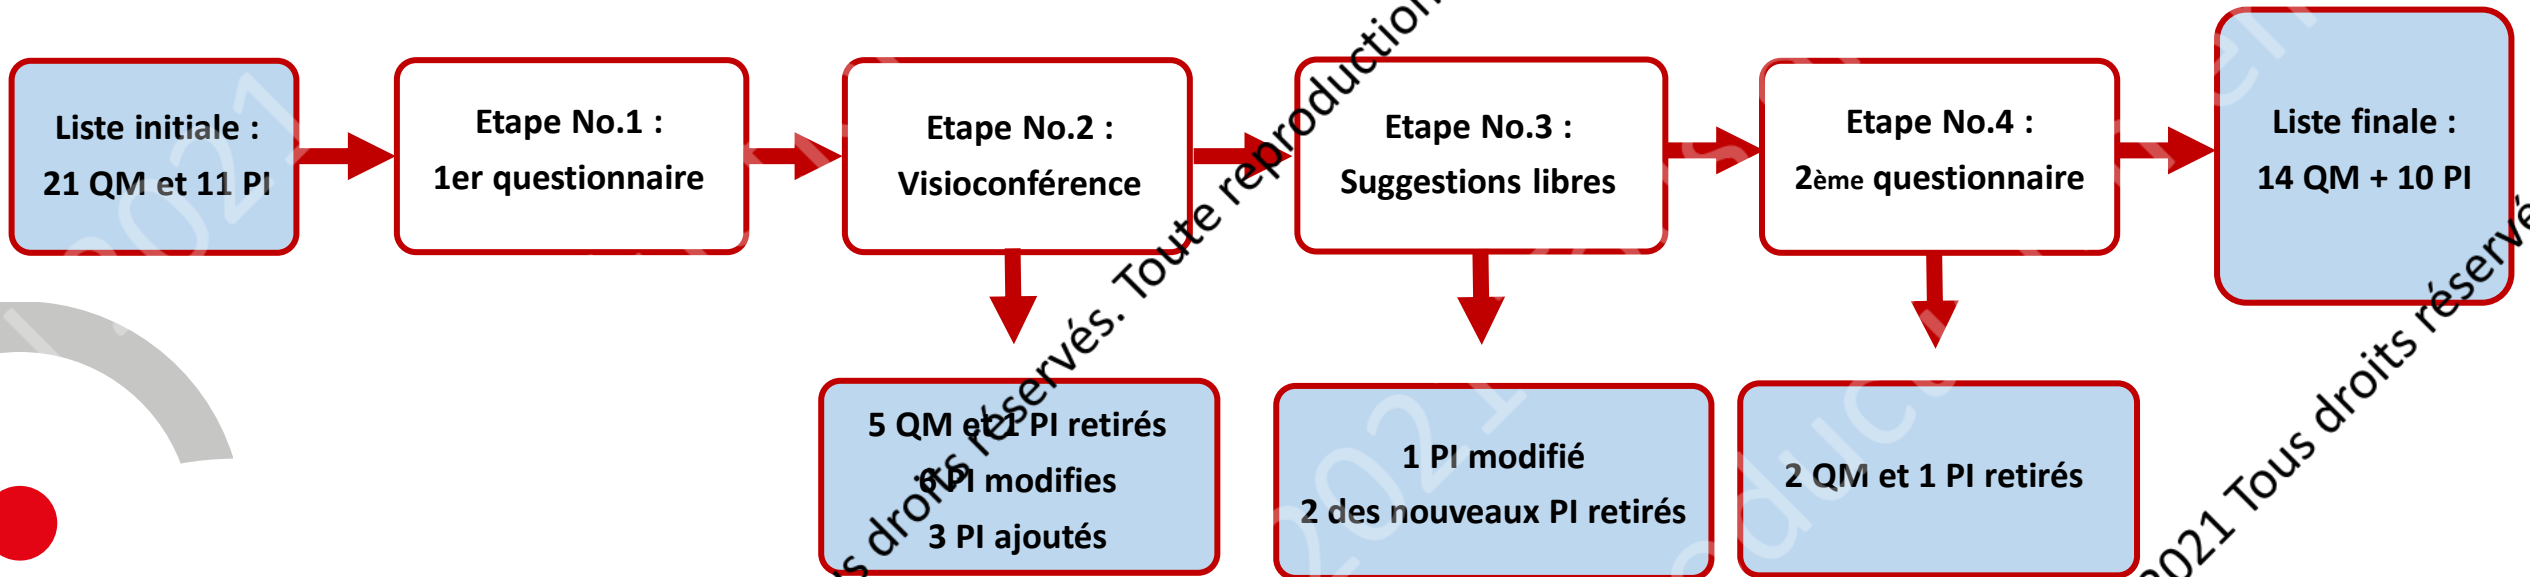 Liste initiale :
21 QM et 11 PI
Etape No.1 :
1er questionnaire
Etape No.2 :
Visioconférence
Etape No.3 :
Suggestions libres
Etape No.4 :
2ème questionnaire
Liste finale :
14 QM + 10 PI
5 QM et 1 PI retirés
6 PI modifies
3 PI ajoutés
1 PI modifié
2 des nouveaux PI retirés
2 QM et 1 PI retirés
droits réservés. Toute reproduction
2021 Tous droits réservé
2021
2021